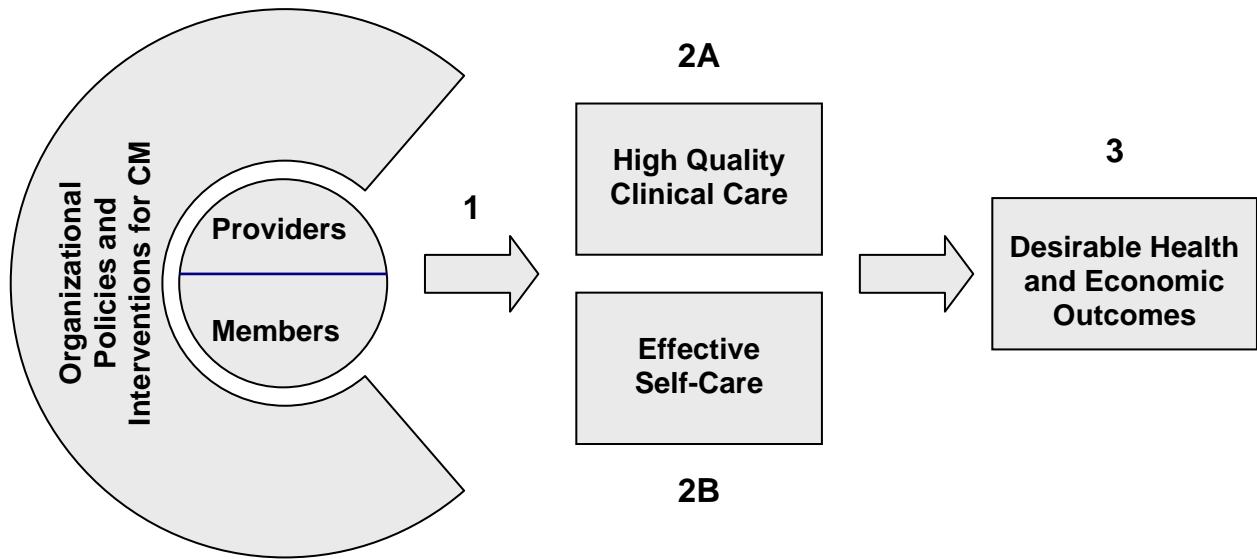 Organizational
Policies and
Interventions for CM
Providers
Members
1
2A
High Quality
Clinical Care
Effective
Self-Care
2B
3
Desirable Health
and Economic
Outcomes